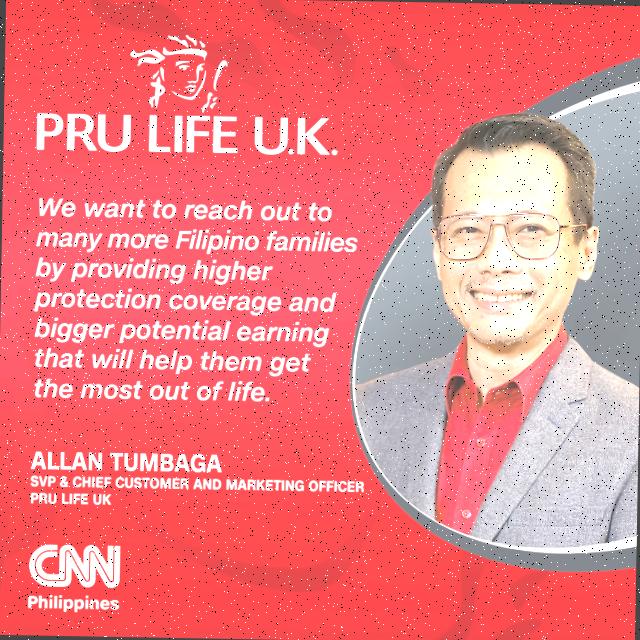 PRU LIFE U.K.
We want to reach out to
many more Filipino families
by providing higher
protection coverage and
bigger potential earning
that will help them get
the most out of life.
ALLAN TUMBAGA
SVP & CHIEF CUSTOMER AND MARKETING OFFICER
PRU LIFE UK
CNN
Philippines